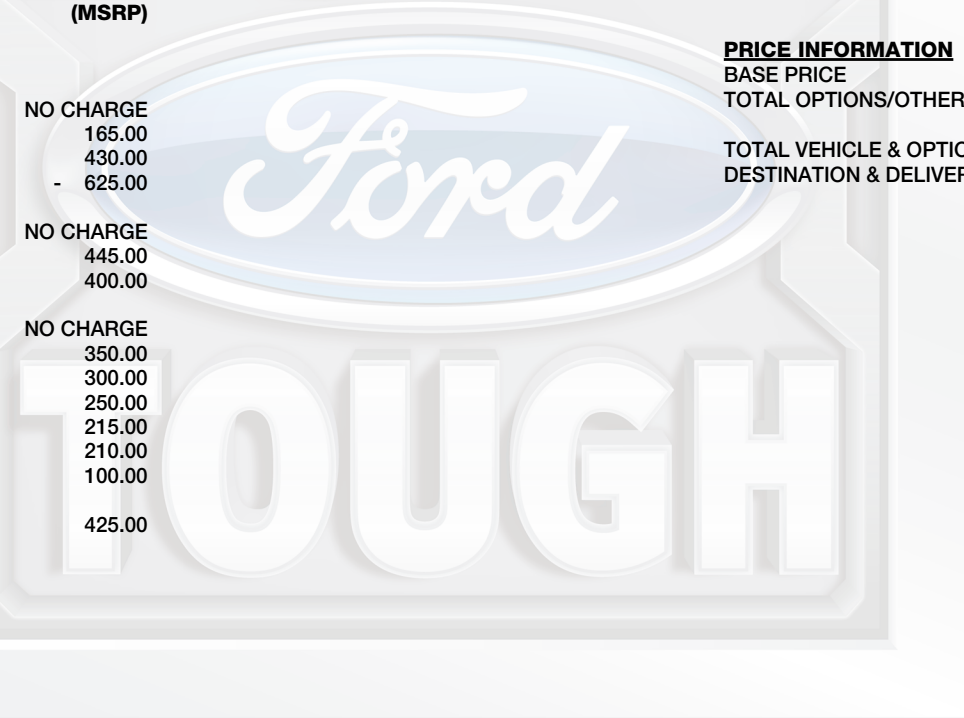 (MSRP)
NO CHARGE
165.00
430.00
- 625.00
NO CHARGE
445.00
400.00
NO CHARGE
350.00
300.00
250.00
215.00
210.00
100.00
425.00
PRICE INFORMATION
BASE PRICE
TOTAL OPTIONS/OTHER
TOTAL VEHICLE & OPTIO
DESTINATION & DELIVER
Ford
TOUGH